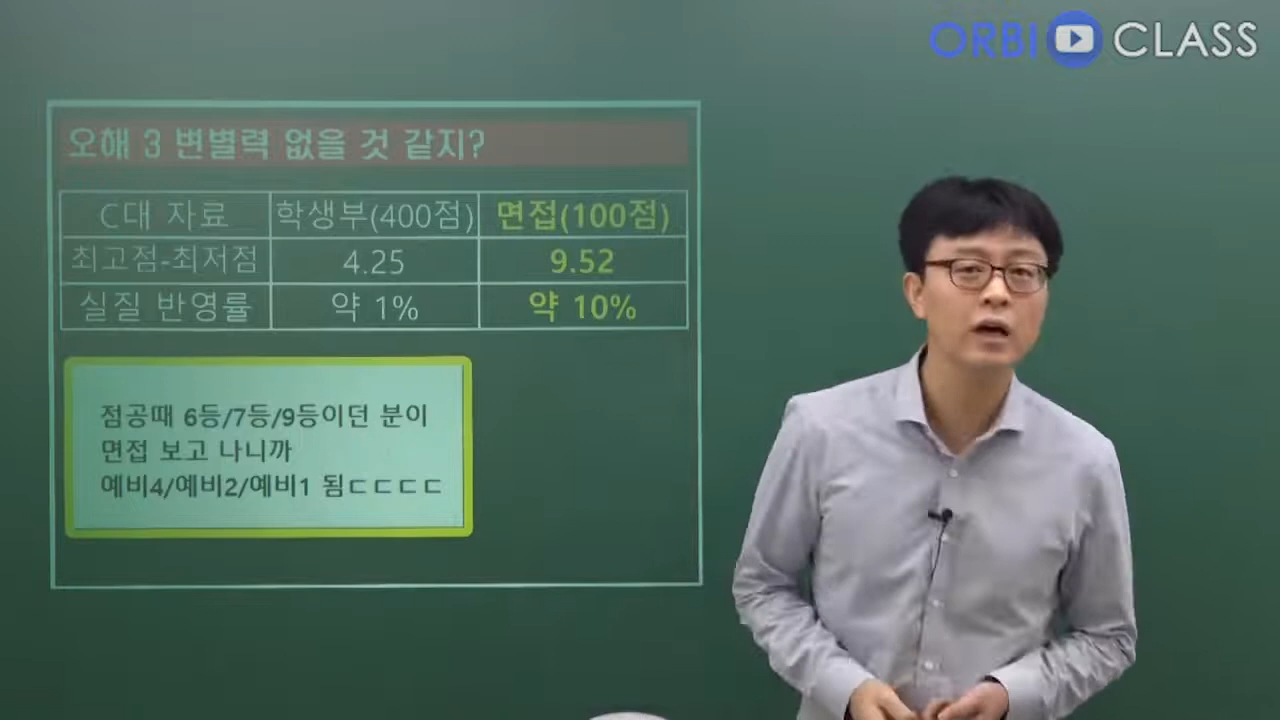 ORBI CLASS
오해 3 변별력 없을 것 같지?
C대 자료 학생부(400점) 면접(100점)
최고점-최저점 4.25 9.52
실질 반영률 약 1% 약 10%
점공때 6등/7등/9등이던 분이
면접 보고 나니까
예비4/예비2/예비1 됨ㄷㄷㄷㄷ